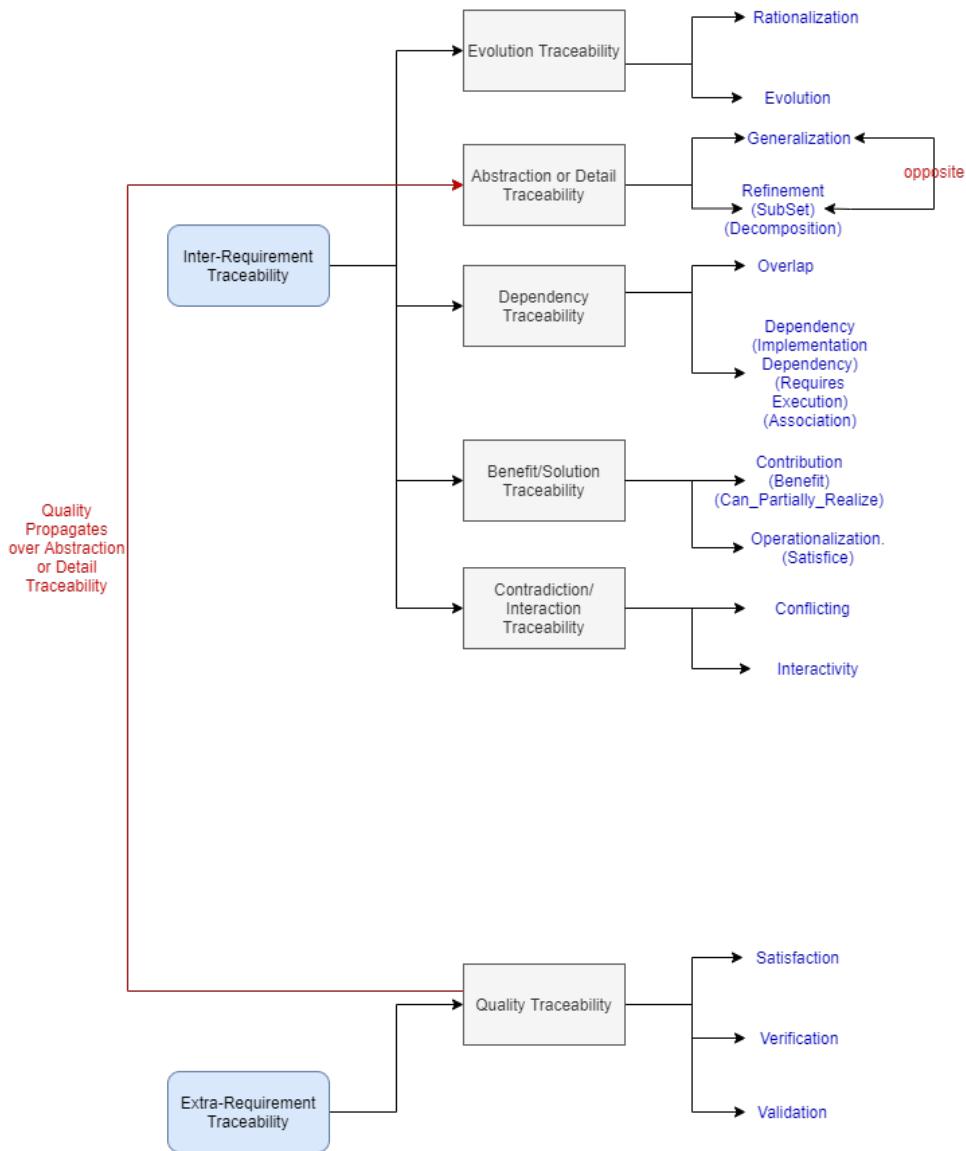 Rationalization
Evolution Traceability
Evolution
Generalization
Abstraction or Detail
Traceability
opposite
Refinement
(SubSet)
(Decomposition)
Inter-Requirement
Traceability
Overlap
Dependency
Traceability
Dependency
(Implementation
Dependency)
(Requires
Execution)
(Association)
Benefit/Solution
Traceability
Contribution
(Benefit)
(Can_Partially_Realize)
Quality
Propagates
over Abstraction
or Detail
Traceability
Operationalization.
(Satisfice)
Contradiction/
Interaction
Traceability
Conflicting
Interactivity
Satisfaction
Quality Traceability
Verification
Extra-Requirement
Traceability
Validation